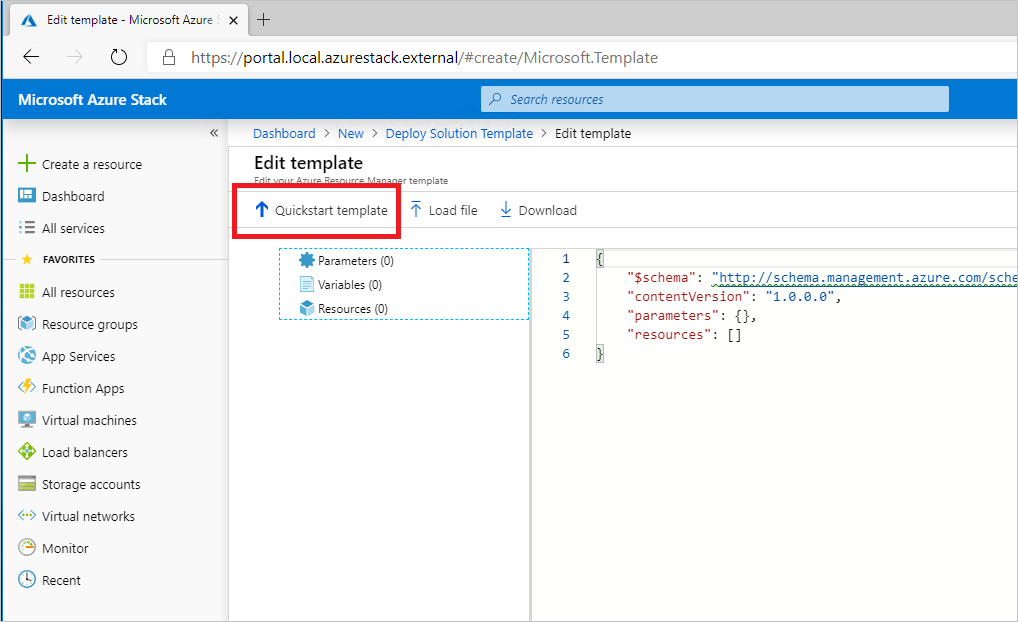 Edit template - Microsoft Azure S
https://portal.local.azurestack.external/#create/Microsoft.Template
Microsoft Azure Stack
Search resources
«
Dashboard > New > Deploy Solution Template > Edit template
Edit template
Edit your Azure Resource Manager template
Quickstart template
Load file
Download
Create a resource
Dashboard
All services
FAVORITES
All resources
Resource groups
App Services
Function Apps
Virtual machines
Load balancers
Storage accounts
Virtual networks
Monitor
Recent
Parameters (0)
Variables (0)
Resources (0)
1 {
2 "$schema": "http://schema.management.azure.com/sche
3 "contentVersion": "1.0.0.0",
4 "parameters": {},
5 "resources": []
6 }